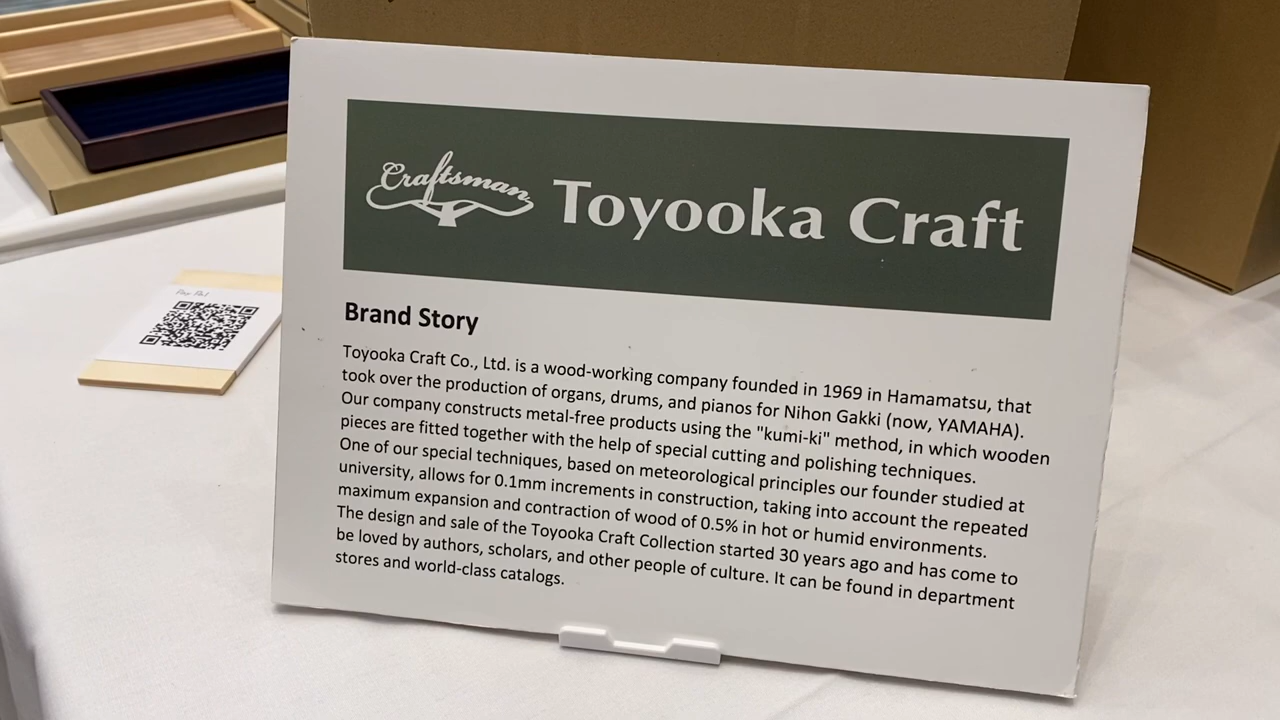 Craftsman
Toyooka Craft
Brand Story
Toyooka Craft Co., Ltd. is a wood-working company founded in 1969 in Hamamatsu, that
took over the production of organs, drums, and pianos for Nihon Gakki (now, YAMAHA).
Our company constructs metal-free products using the "kumi-ki" method, in which wooden
pieces are fitted together with the help of special cutting and polishing techniques.
One of our special techniques, based on meteorological principles our founder studied at
university, allows for 0.1mm increments in construction, taking into account the repeated
maximum expansion and contraction of wood of 0.5% in hot or humid environments.
The design and sale of the Toyooka Craft Collection started 30 years ago and has come to
be loved by authors, scholars, and other people of culture. It can be found in department
stores and world-class catalogs.